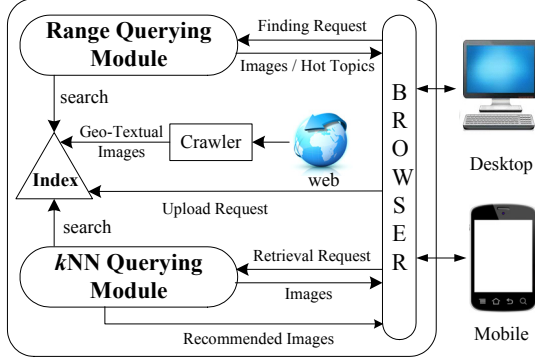 Range Querying
Module
Finding Request
Images / Hot Topics
search
Geo-Textual
Images
Crawler
web
Index
Upload Request
search
kNN Querying
Module
Retrieval Request
Images
Recommended Images
B
R
O
W
S
E
R
Desktop
Mobile